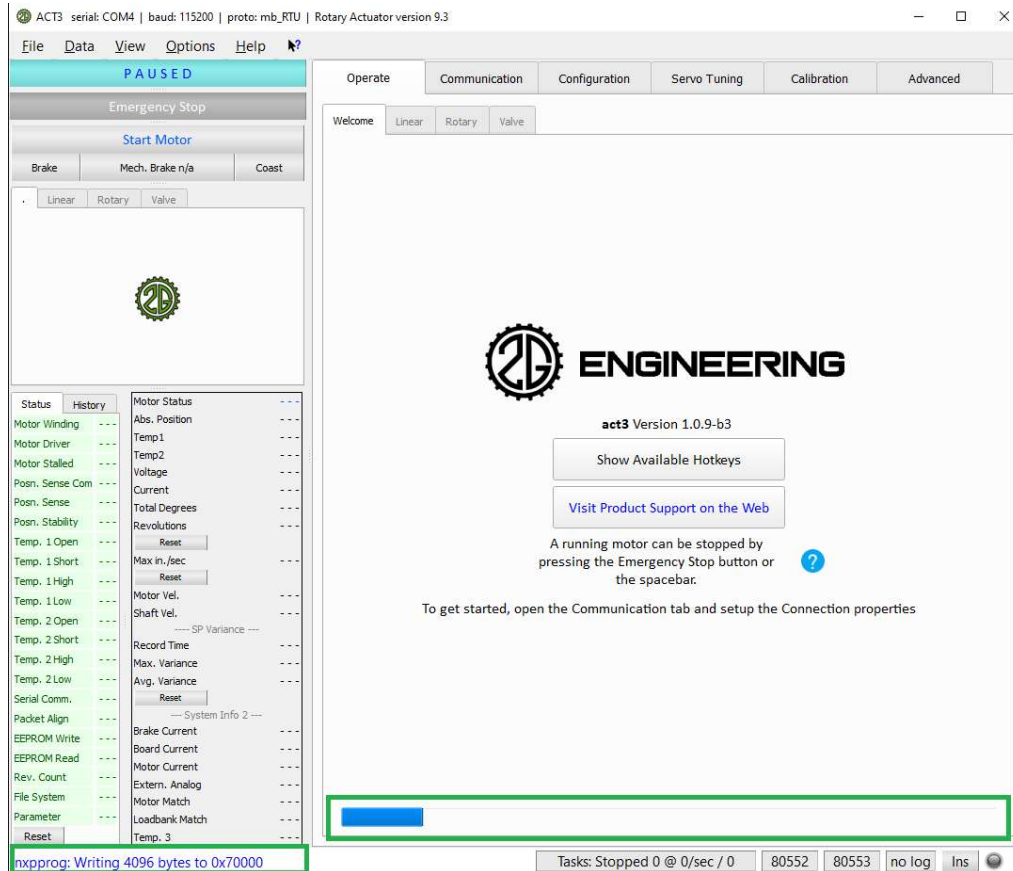 ACT3 serial: COM4 | baud: 115200 | proto: mb_RTU | Rotary Actuator version 9.3
File Data View Options Help
PAUSED
Emergency Stop
Start Motor
Brake Mech. Brake n/a Coast
. Linear Rotary Valve
2G
Status History
Motor Winding ---
Motor Driver ---
Motor Stalled ---
Posn. Sense Com ---
Posn. Sense ---
Posn. Stability ---
Temp. 1 Open ---
Temp. 1 Short ---
Temp. 1 High ---
Temp. 1 Low ---
Temp. 2 Open ---
Temp. 2 Short ---
Temp. 2 High ---
Temp. 2 Low ---
Serial Comm. ---
Packet Align ---
EEPROM Write ---
EEPROM Read ---
Rev. Count ---
File System ---
Parameter ---
Reset
Motor Status ---
Abs. Position ---
Temp1 ---
Temp2 ---
Voltage ---
Current ---
Total Degrees ---
Revolutions ---
Reset
Max in./sec ---
Reset
Motor Vel. ---
Shaft Vel. ---
---- SP Variance ---
Record Time ---
Max. Variance ---
Avg. Variance ---
Reset
--- System Info 2 ---
Brake Current ---
Board Current ---
Motor Current ---
Extern. Analog ---
Motor Match ---
Loadbank Match ---
Temp. 3 ---
Operate Communication Configuration Servo Tuning Calibration Advanced
Welcome Linear Rotary Valve
2G ENGINEERING
act3 Version 1.0.9-b3
Show Available Hotkeys
Visit Product Support on the Web
A running motor can be stopped by
pressing the Emergency Stop button or
the spacebar.
?
To get started, open the Communication tab and setup the Connection properties
nxpprog: Writing 4096 bytes to 0x70000
Tasks: Stopped 0 @ 0/sec / 0 80552 80553 no log Ins